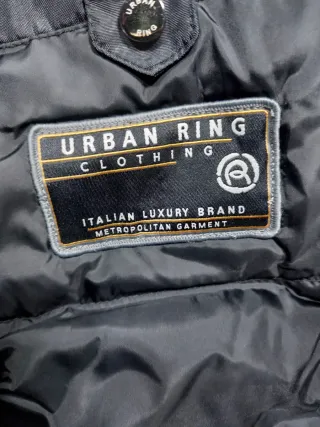 URBAN
RING
URBAN RING
CLOTHING
R
ITALIAN LUXURY BRAND
METROPOLITAN GARMENT